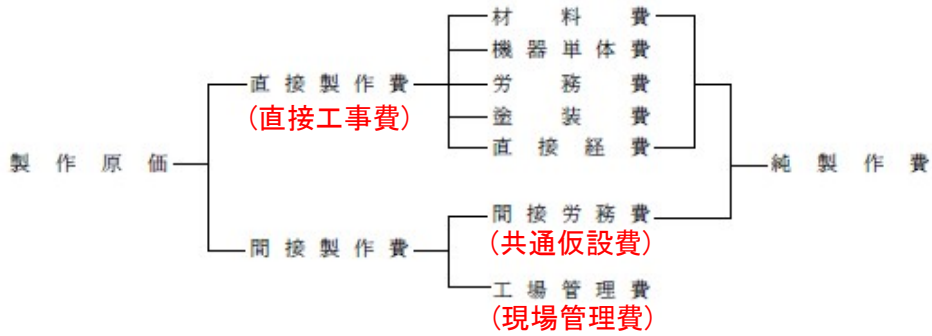 材料費
機器単体費
直接製作費
労務費
(直接工事費)
塗装費
直接経費
製作原価
純製作費
間接労務費
(共通仮設費)
間接製作費
工場管理費
(現場管理費)